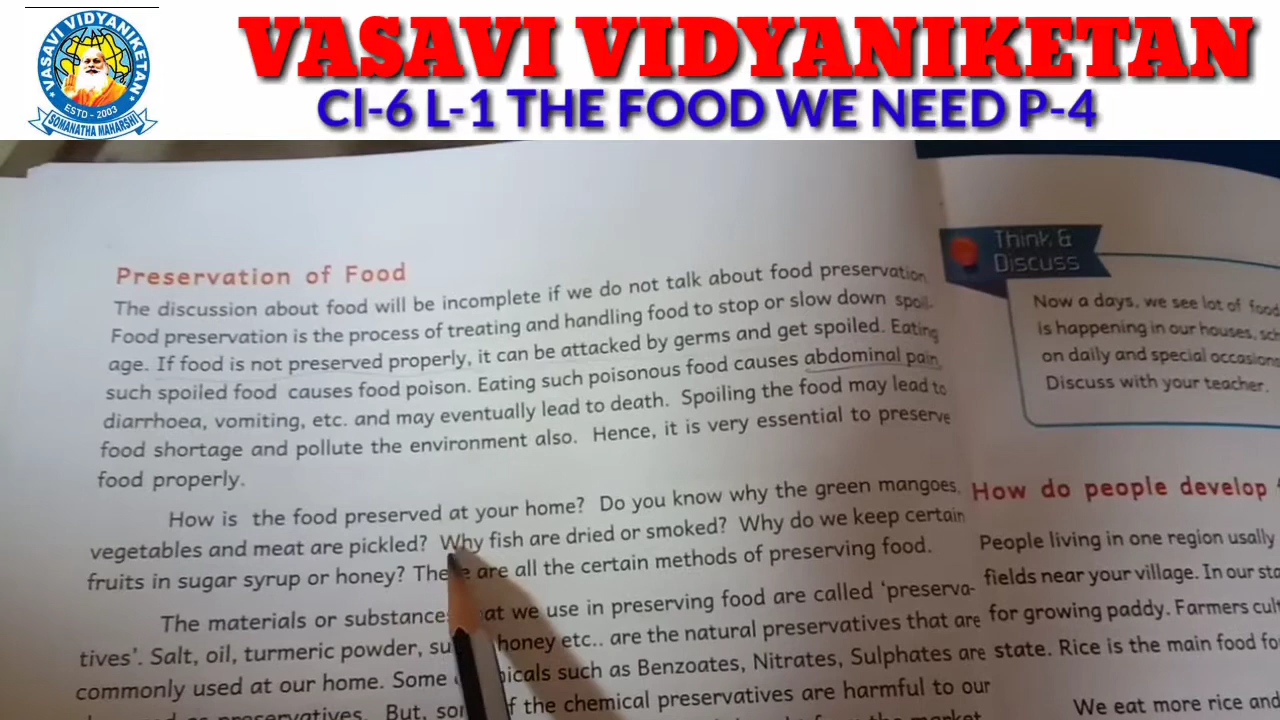 VASAVI VIDYANIKETAN
ESTD - 2003
SOMANATHA MAHARSHI
VASAVI VIDYANIKETAN
Cl-6 L-1 THE FOOD WE NEED P-4
Preservation of Food
The discussion about food will be incomplete if we do not talk about food preservation.
Food preservation is the process of treating and handling food to stop or slow down spoil-
age. If food is not preserved properly, it can be attacked by germs and get spoiled. Eating
such spoiled food causes food poison. Eating such poisonous food causes abdominal pain,
diarrhoea, vomiting, etc. and may eventually lead to death. Spoiling the food may lead to
food shortage and pollute the environment also. Hence, it is very essential to preserve
food properly.
How is the food preserved at your home? Do you know why the green mangoes,
vegetables and meat are pickled? Why fish are dried or smoked? Why do we keep certain
fruits in sugar syrup or honey? These are all the certain methods of preserving food.
The materials or substances that we use in preserving food are called 'preserva-
tives'. Salt, oil, turmeric powder, honey etc.. are the natural preservatives that are
commonly used at our home. Some such as Benzoates, Nitrates, Sulphates are
preservatives. But, of the chemical preservatives are harmful to our
the market
Think &
Discuss
Now a days, we see lot of food
is happening in our houses,
on daily and special occasions
Discuss with your teacher.
How do people develop
People living in one region usally
fields near your village. In our
for growing paddy. Farmers
state. Rice is the main food
We eat more rice and